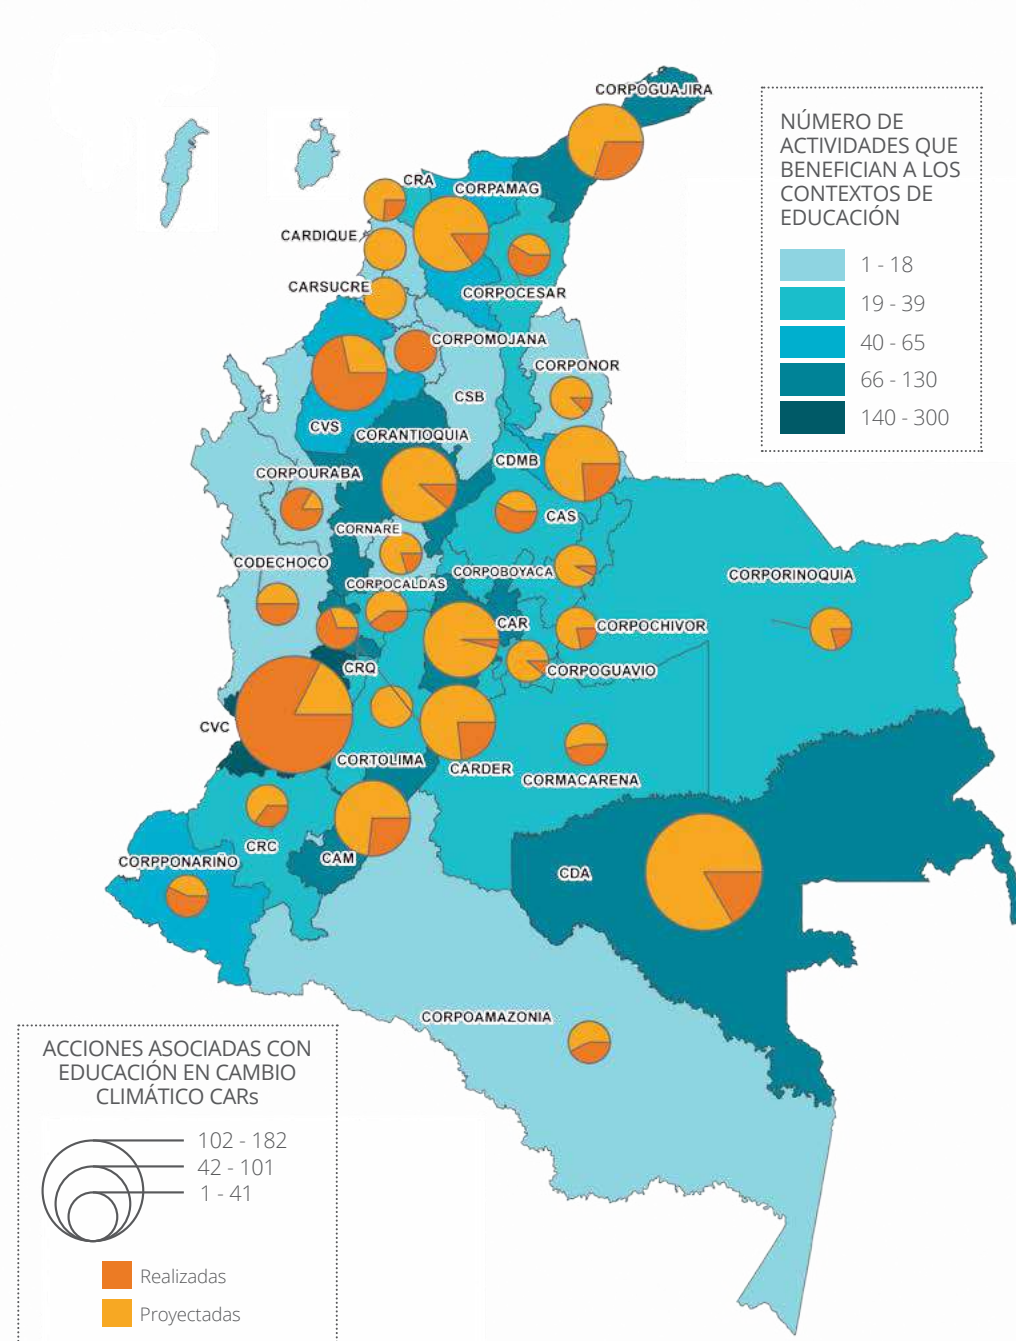 CORPOGUAJIRA
CRA
CORPAMAG
CARDIQUE
CARSUCRE
CORPOCESAR
CORPOMOJANA
CORPONOR
CSB
CVS
CORANTIOQUIA
CDMB
CORPOURABA
CAS
CORNARE
CODECHOCO
CORPOCALDAS
CORPOBOYACA
CORPORINOQUIA
CAR
CORPOCHIVOR
CRQ
CORPOGUAVIO
CVC
CORTOLIMA
CARDER
CORMACARENA
CRC
CAM
CORPPONARIÑO
CDA
CORPOAMAZONIA
NÚMERO DE
ACTIVIDADES QUE
BENEFICIAN A LOS
CONTEXTOS DE
EDUCACIÓN
1 - 18
19 - 39
40 - 65
66 - 130
140 - 300
ACCIONES ASOCIADAS CON
EDUCACIÓN EN CAMBIO
CLIMÁTICO CARs
102 - 182
42 - 101
1 - 41
Realizadas
Proyectadas